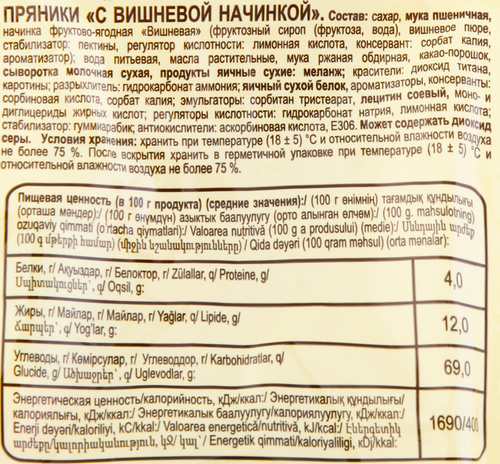 ПРЯНИКИ «С ВИШНЕВОЙ НАЧИНКОЙ». Состав: сахар, мука пшеничная,
начинка фруктово-ягодная «Вишневая» (фруктозный сироп (фруктоза, вода), вишневое пюре,
стабилизатор: пектины, регулятор кислотности: лимонная кислота, консервант: сорбат калия,
ароматизатор); вода питьевая, масла растительные, мука ржаная обдирная, какао-порошок,
сыворотка молочная сухая, продукты яичные сухие: меланж; красители: диоксид титана,
каротины; разрыхлитель: гидрокарбонат аммония; яичный сухой белок, ароматизаторы, консерванты:
сорбиновая кислота, сорбат калия; эмульгаторы: сорбитан тристеарат, лецитин соевый, моно- и
диглицериды жирных кислот; регуляторы кислотности: гидрокарбонат натрия, лимонная кислота;
стабилизатор: гуммиарабик; антиокислители: аскорбиновая кислота, Е306. Может содержать диоксид
серы. Условия хранения: хранить при температуре (18 ± 5) °С и относительной влажности воздуха
не более 75 %. После вскрытия хранить в герметичной упаковке при температуре (18 ± 5) °С и
относительной влажности воздуха не более 75 %.
Пищевая ценность (в 100 г продукта) (средние значения):/ (100 г өнімнің) тағамдық құндылығы
(орташа мәндер):/ (100 г өнүмдүн) азыктык баалуулугу (орто алынган өлчөм):/ (100 g. mahsulotning)
ozuqaviy qimmati (o'rtacha qiymatlari):/ Valoarea nutritivă (100 g a produsului) (medie):/ Սննդային արժեք
(100 գ մթերքի համար) (միջին նշանակությունները) / Qida dəyəri (100 qram məhsul) (orta mənalar):
Белки, г/ Ақуыздар, г/ Белоктор, г/ Zülallar, q/ Proteine, g/
Սպիտակուցներ՝, գ/ Oqsil, g:
4,0
Жиры, г/ Майлар, г/ Майлар, г/ Yağlar, q/ Lipide, g/
Ճարպեր՝, գ/ Yog'lar, g:
12,0
Углеводы, г/ Көмірсулар, г/ Углеводдор, г/ Karbohidratlar, q/
Glucide, g/ Ածխաջրեր՝, գ/ Uglevodlar, g:
69,0
Энергетическая ценность/калорийность, кДж/ккал:/ Энергетикалық құндылығы/
калориялығы, кДж/ккал:/ Энергетикалык баалуулугу/калориялуулугу, кДж/ккал:/
Enerji dəyəri/kaloriliyi, kC/kkal:/ Valoarea energetică/nutritivă, kJ/kcal:/ Էներգետիկ
արժեքը/կալորիականություն, կՋ/ կալ՝/ Energetik qimmati/kaloriyaliligi, kDj/kkal:
1690/400